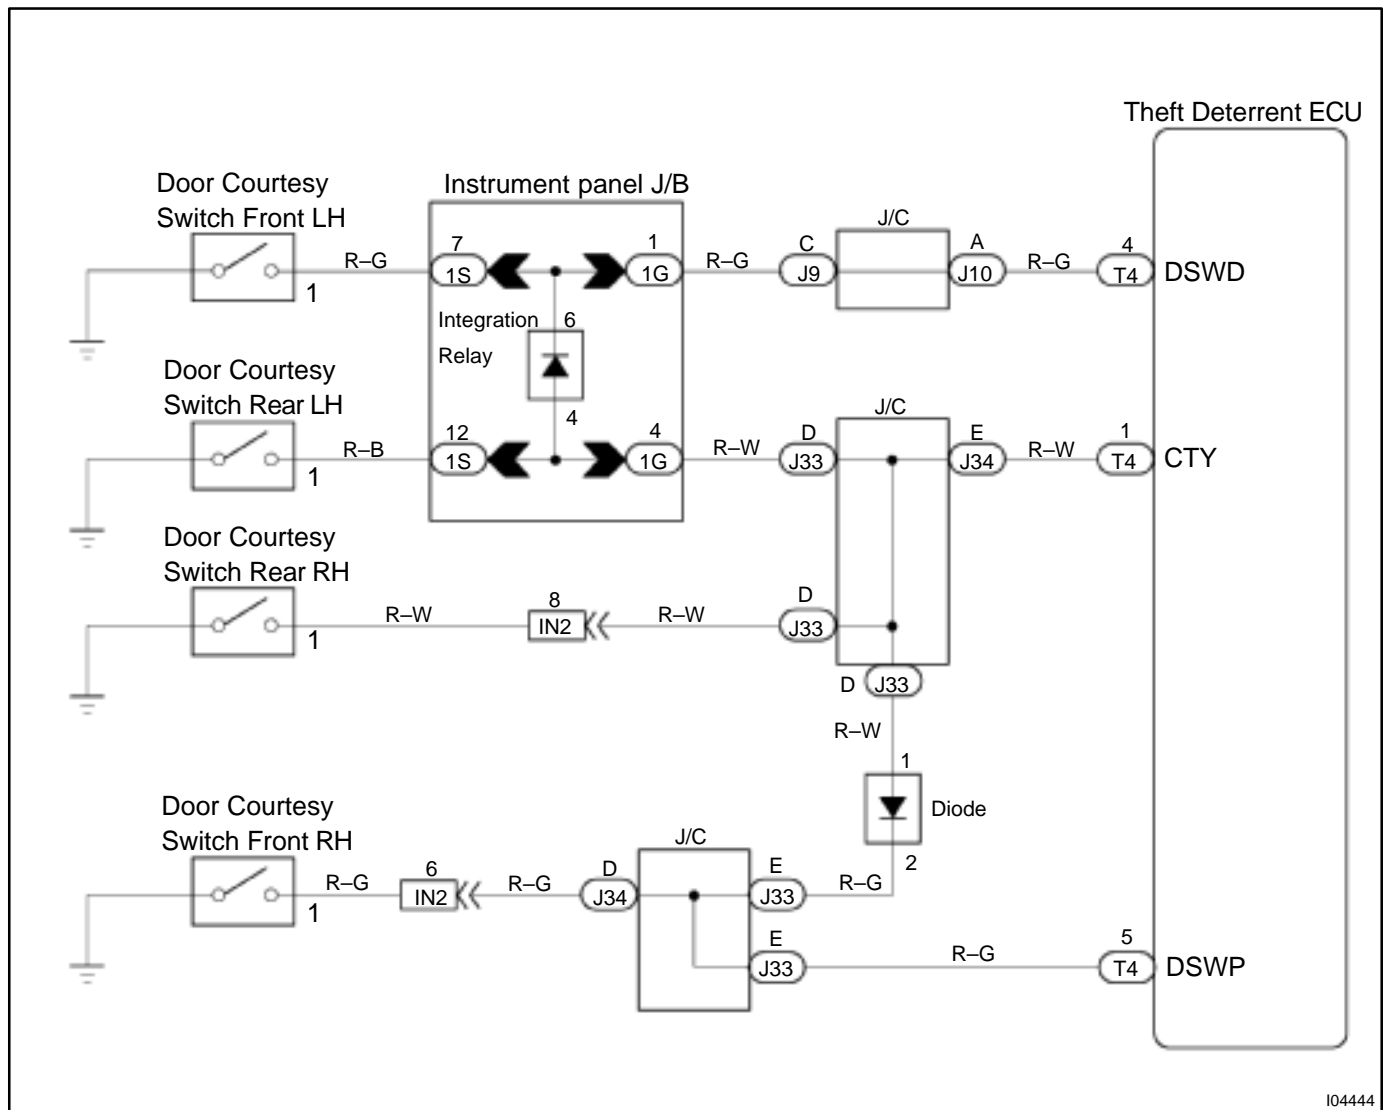 Theft Deterrent ECU
Door Courtesy
Switch Front LH
Instrument panel J/B
J/C
7
1
C
A
4
R–G
1S
1G
R–G
J9
J10
R–G
T4
DSWD
1
Integration
Relay
6
4
Door Courtesy
Switch Rear LH
J/C
12
4
D
E
1
R–B
1S
1G
R–W
J33
J34
R–W
T4
CTY
1
Door Courtesy
Switch Rear RH
8
D
R–W
IN2
R–W
J33
1
D
J33
R–W
1
Diode
2
Door Courtesy
Switch Front RH
J/C
6
D
E
R–G
IN2
R–G
J34
J33
R–G
1
E
5
J33
R–G
T4
DSWP
I04444